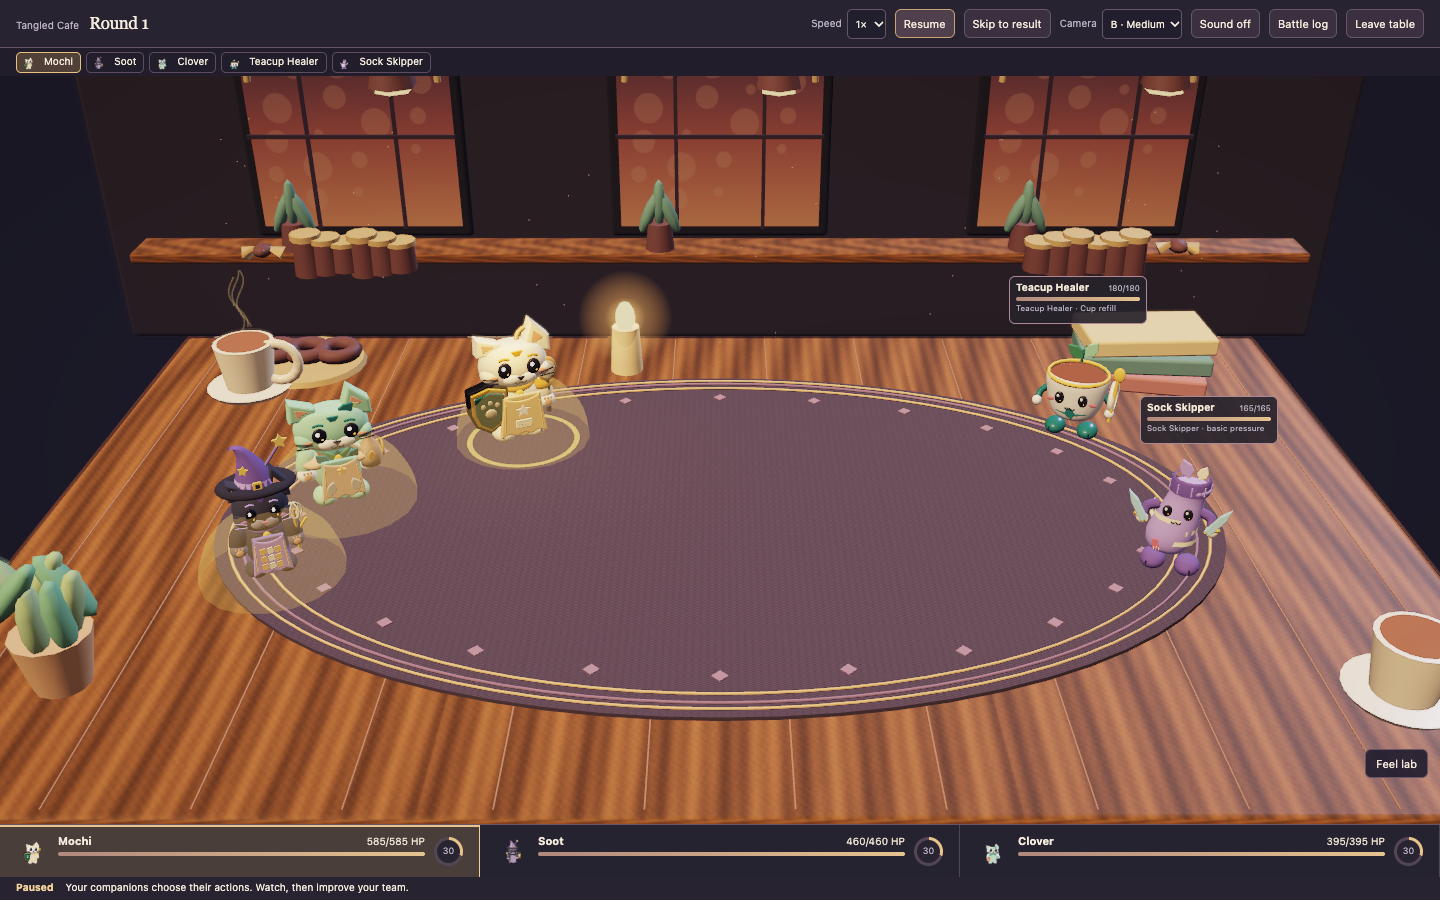 Tangled Cafe Round 1 Speed 1x Resume Skip to result Camera B · Medium Sound off Battle log Leave table
Mochi Soot Clover Teacup Healer Sock Skipper
Teacup Healer 180/180
Teacup Healer · Cup refill
Sock Skipper 165/165
Sock Skipper · basic pressure
Feel lab
Mochi 585/585 HP 30 Soot 460/460 HP 30 Clover 395/395 HP 30
Paused Your companions choose their actions. Watch, then improve your team.